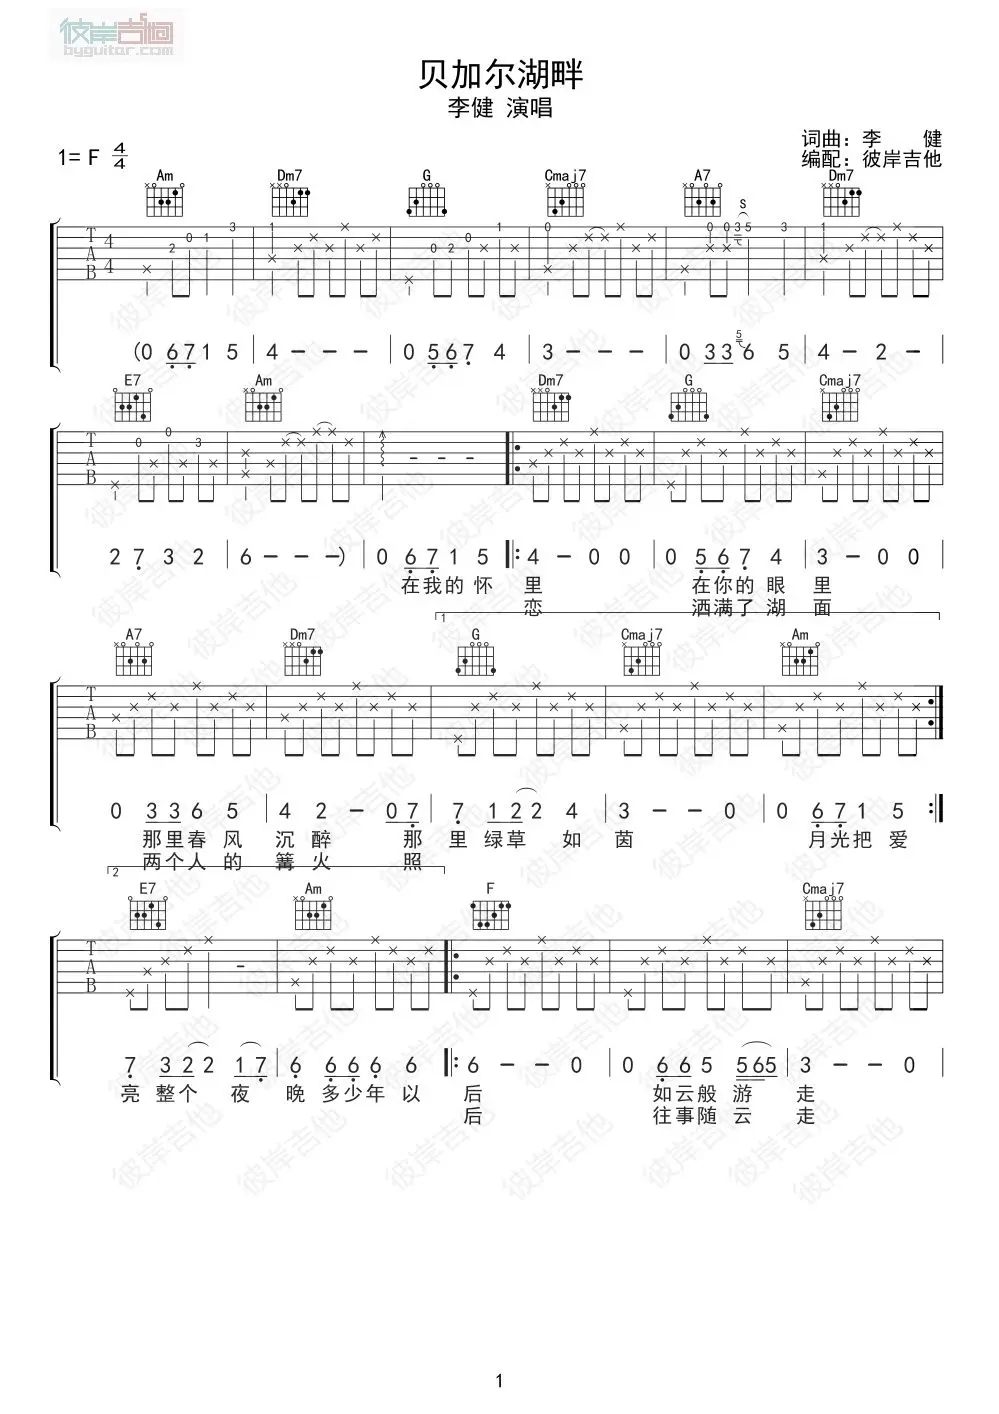 彼岸吉他
byguitar.com
贝加尔湖畔
李健 演唱
1= F 4/4
词曲：李 健
编配：彼岸吉他
Am Dm7 G Cmaj7 A7 Dm7
S
T A B 4 4
(0 6 7 1 5 | 4 - - - | 0 5 6 7 4 | 3 - - - | 0 3 3 5 6 5 | 4 - 2 - |
E7 Am Dm7 G Cmaj7
T A B
2 7 3 2 | 6 - - - ) | 0 6 7 1 5 |: 4 - 0 0 | 0 5 6 7 4 | 3 - 0 0 |
在我的怀 里 在你的眼 里
恋 洒满了湖 面
1
A7 Dm7 G Cmaj7 Am
T A B
0 3 3 6 5 | 4 2 - 0 7 | 7 1 2 2 4 | 3 - - 0 | 0 6 7 1 5 :|
那里春风 沉醉 那 里绿草 如 茵 月光把爱
两个人的 篝火 照
2
E7 Am F Cmaj7
T A B
7 3 2 2 1 7 | 6 6 6 6 6 |: 6 - - 0 | 0 6 6 5 5 6 5 | 3 - - 0 |
亮 整个 夜 晚 多少年以 后 如云般 游 走
后 往事随 云 走
1